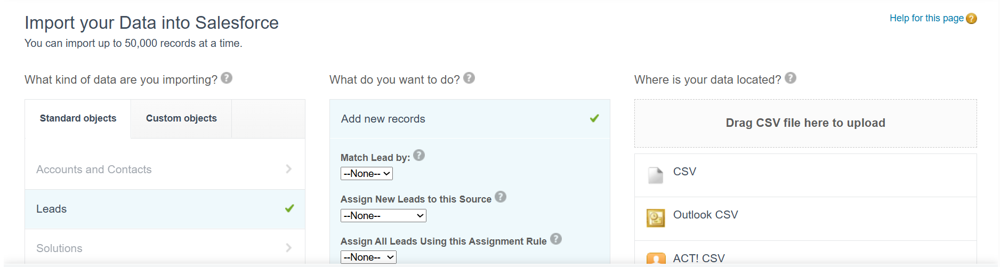 Import your Data into Salesforce
Help for this page ?
You can import up to 50,000 records at a time.
What kind of data are you importing? ?
Standard objects
Custom objects
Accounts and Contacts
Leads
Solutions
What do you want to do? ?
Add new records
Match Lead by: ?
--None--
Assign New Leads to this Source ?
--None--
Assign All Leads Using this Assignment Rule ?
--None--
Where is your data located? ?
Drag CSV file here to upload
CSV
Outlook CSV
ACT! CSV